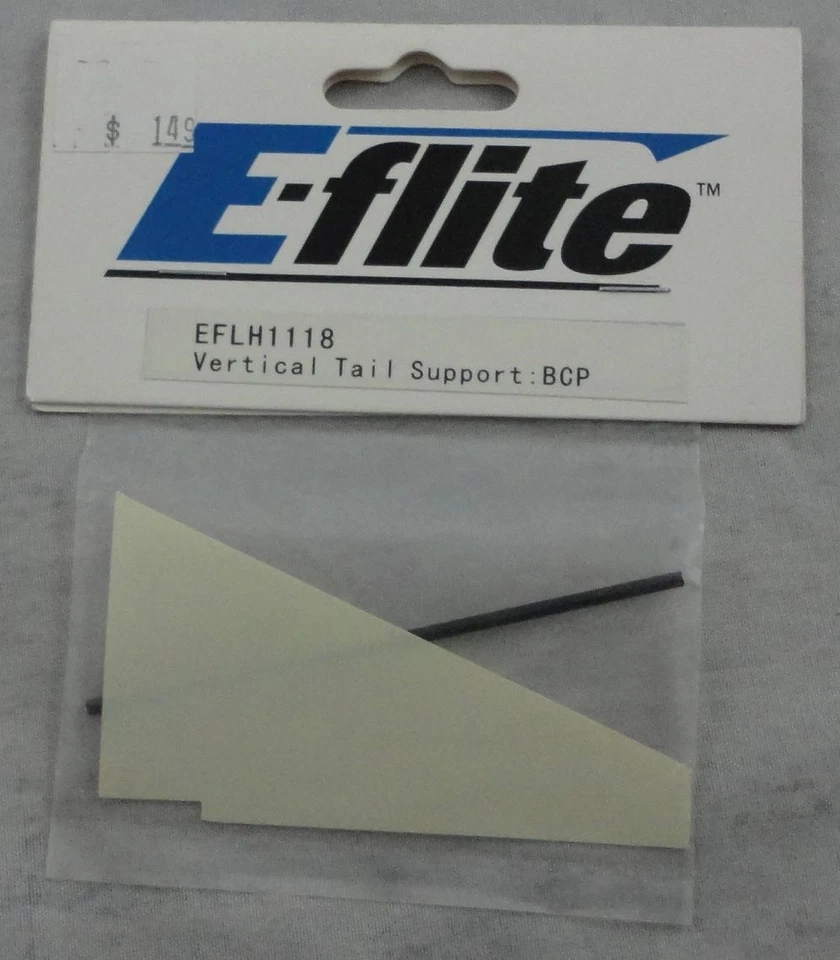 $ 149
E-flite™
EFLH1118
Vertical Tail Support:BCP